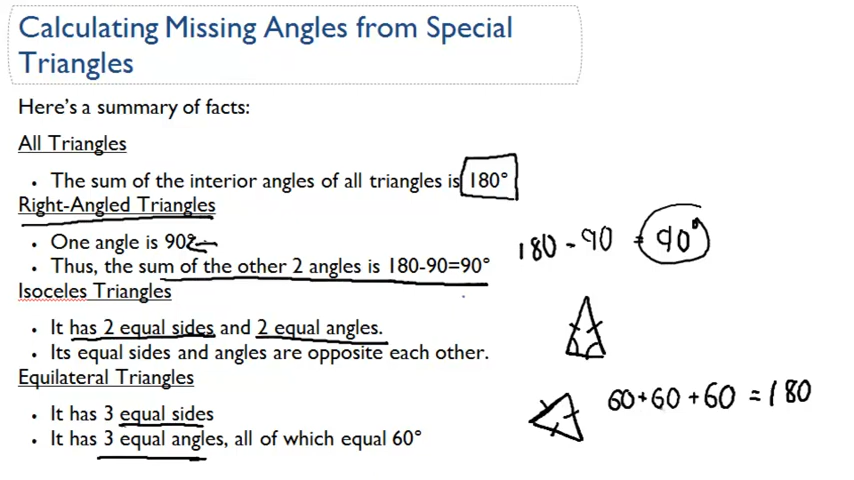 Calculating Missing Angles from Special
Triangles
Here's a summary of facts:
All Triangles
• The sum of the interior angles of all triangles is 180°
Right-Angled Triangles
• One angle is 90°
• Thus, the sum of the other 2 angles is 180-90=90°
180 - 90 = 90°
Isoceles Triangles
• It has 2 equal sides and 2 equal angles.
• Its equal sides and angles are opposite each other.
Equilateral Triangles
• It has 3 equal sides
60+60+60=180
• It has 3 equal angles, all of which equal 60°